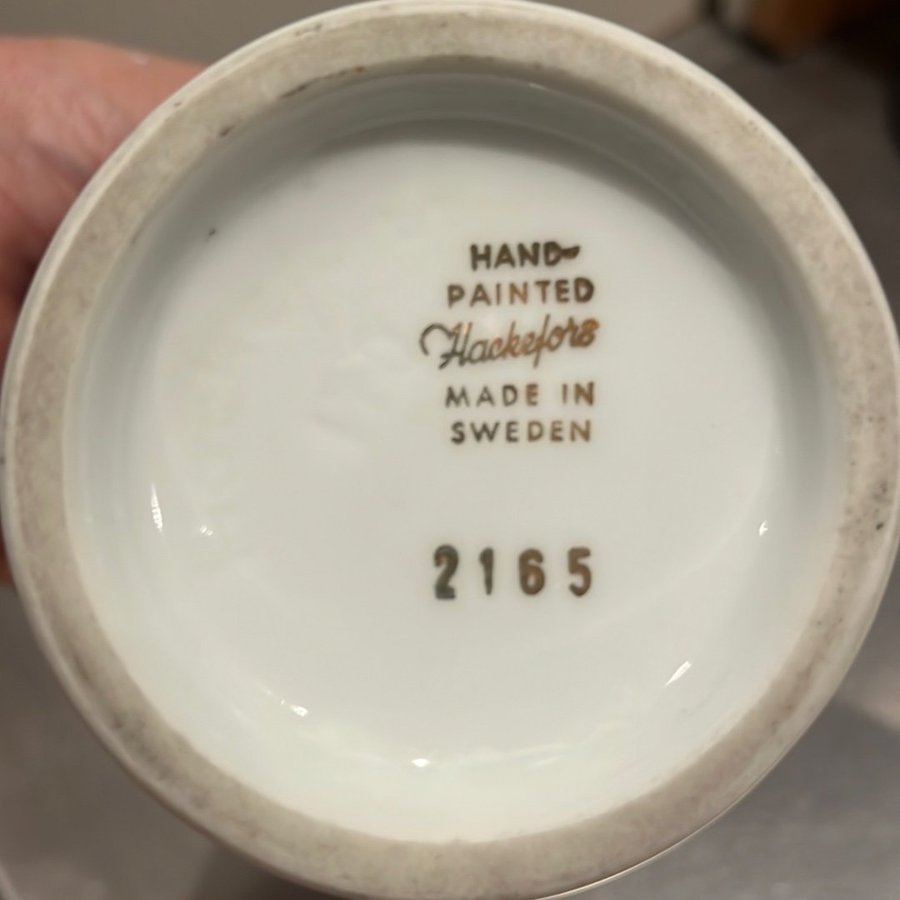 HAND-
PAINTED
Hackefors
MADE IN
SWEDEN
2165